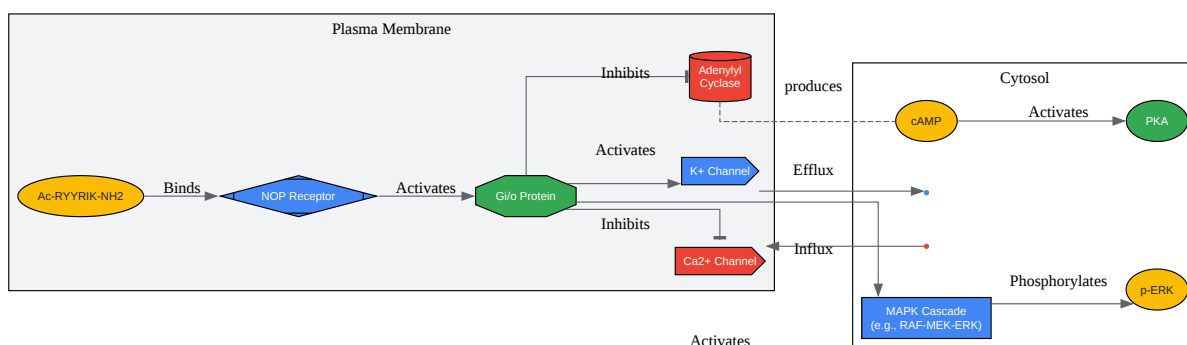 Plasma Membrane
Inhibits
Adenylyl
Cyclase
produces
Cytosol
cAMP
Activates
PKA
Activates
K+ Channel
Efflux
Ac-RYYRIK-NH2
Binds
NOP Receptor
Activates
Gi/o Protein
Inhibits
Ca2+ Channel
Influx
Phosphorylates
p-ERK
MAPK Cascade
(e.g., RAF-MEK-ERK)
Activates